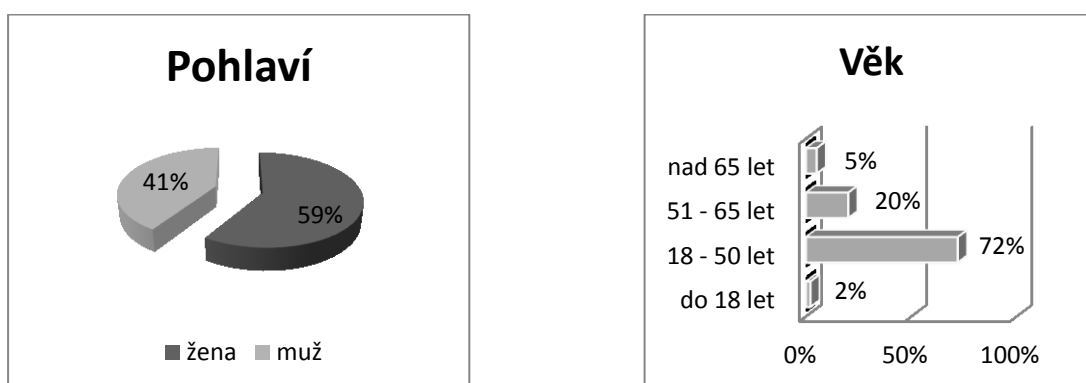 Pohlaví
41%
59%
žena muž
Věk
nad 65 let 5%
51 - 65 let 20%
18 - 50 let 72%
do 18 let 2%
0% 50% 100%